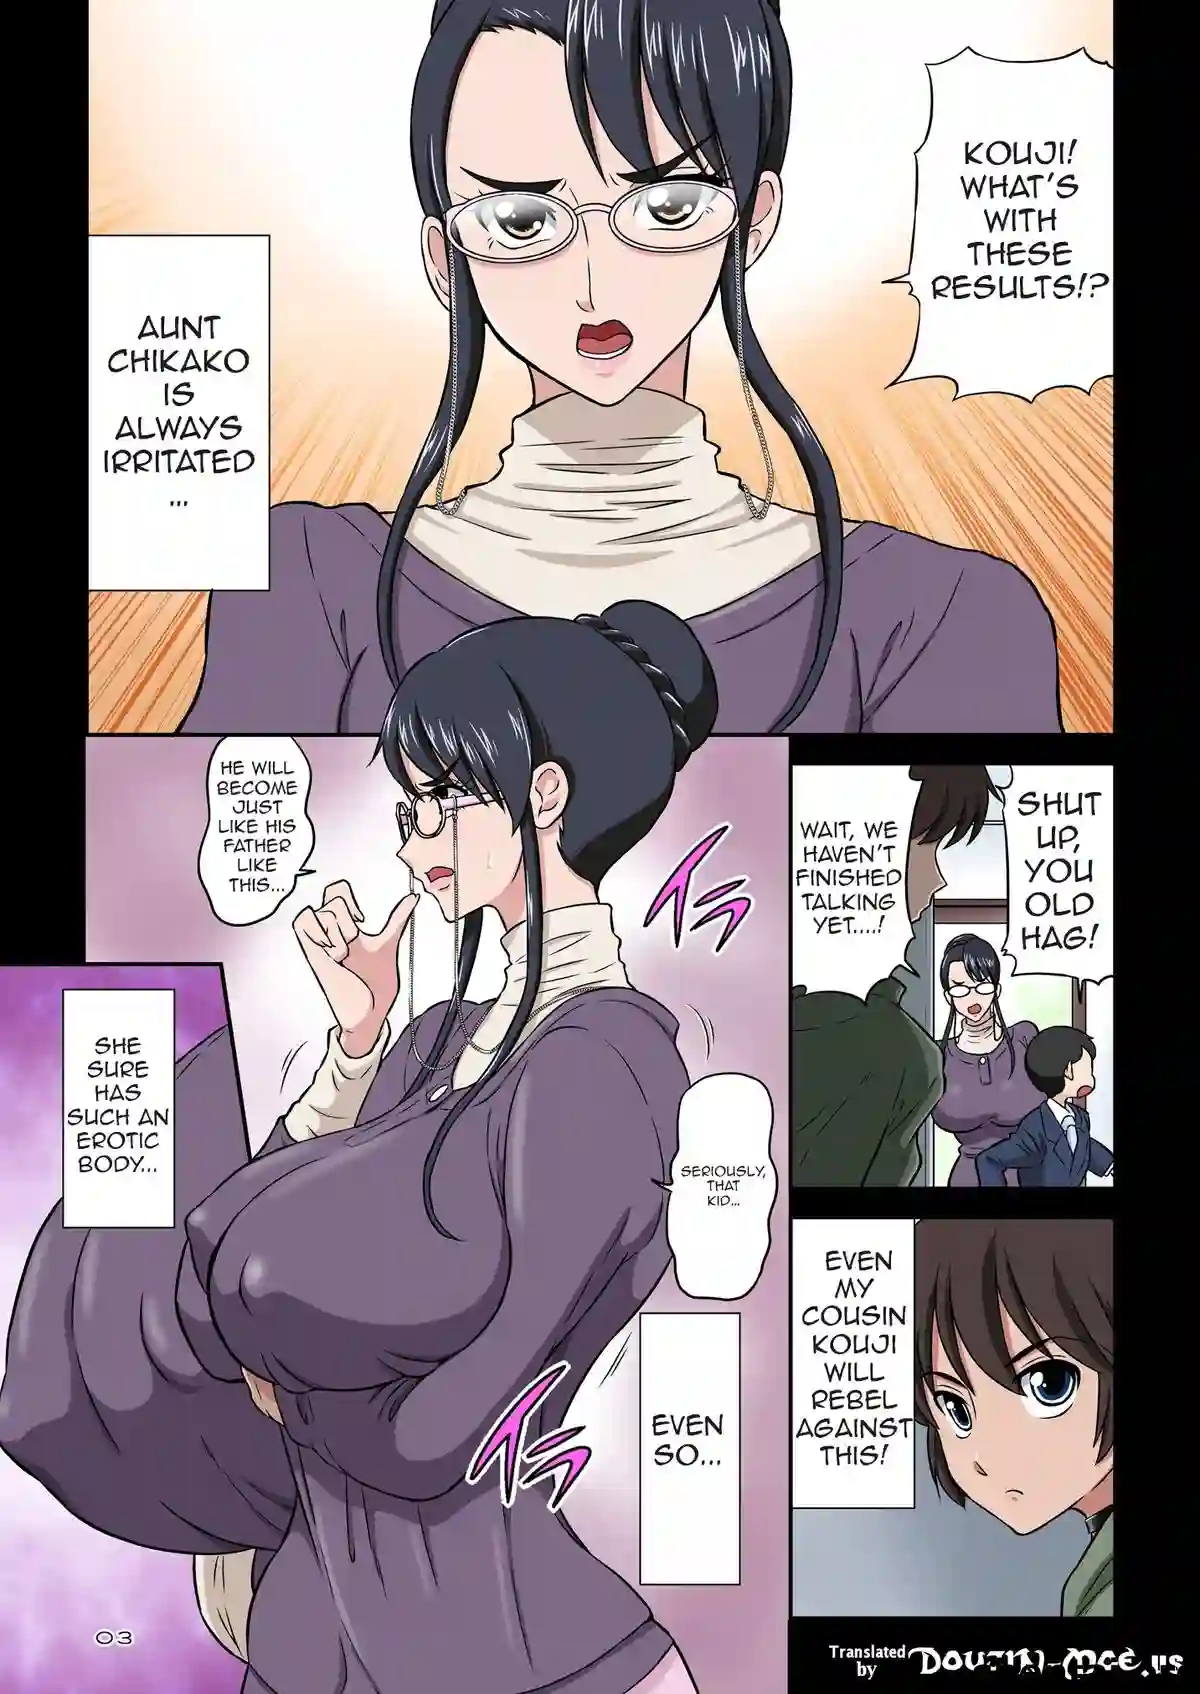 KOUJI!
WHAT'S
WITH
THESE
RESULTS!?
AUNT
CHIKAKO
IS
ALWAYS
IRRITATED
...
SHUT
UP,
YOU
OLD
HAG!
WAIT, WE
HAVEN'T
FINISHED
TALKING
YET....!
EVEN
MY
COUSIN
KOUJI
WILL
REBEL
AGAINST
THIS!
HE WILL
BECOME
JUST
LIKE HIS
FATHER
LIKE
THIS...
イラ
SERIOUSLY,
THAT
KID...
イラ
EVEN
SO...
SHE
SURE
HAS
SUCH AN
EROTIC
BODY...
03
Translated
by
DOUJIN-MOE.us